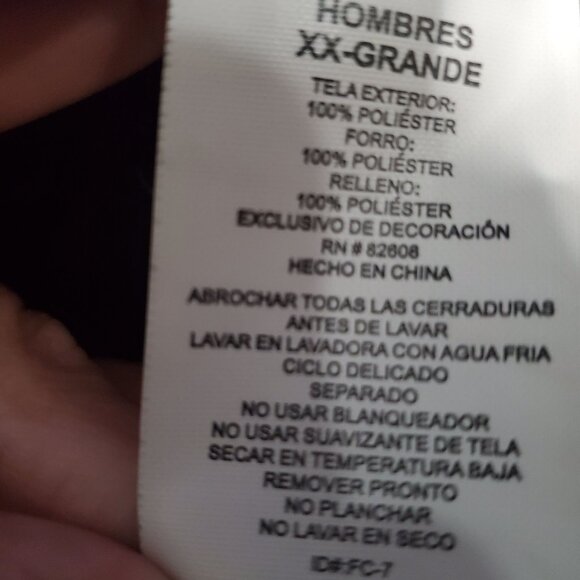 HOMBRES
XX-GRANDE
TELA EXTERIOR:
100% POLIÉSTER
FORRO:
100% POLIÉSTER
RELLENO:
100% POLIÉSTER
EXCLUSIVO DE DECORACIÓN
RN # 82608
HECHO EN CHINA
ABROCHAR TODAS LAS CERRADURAS
ANTES DE LAVAR
LAVAR EN LAVADORA CON AGUA FRIA
CICLO DELICADO
SEPARADO
NO USAR BLANQUEADOR
NO USAR SUAVIZANTE DE TELA
SECAR EN TEMPERATURA BAJA
REMOVER PRONTO
NO PLANCHAR
NO LAVAR EN SECO
ID#:FC-7